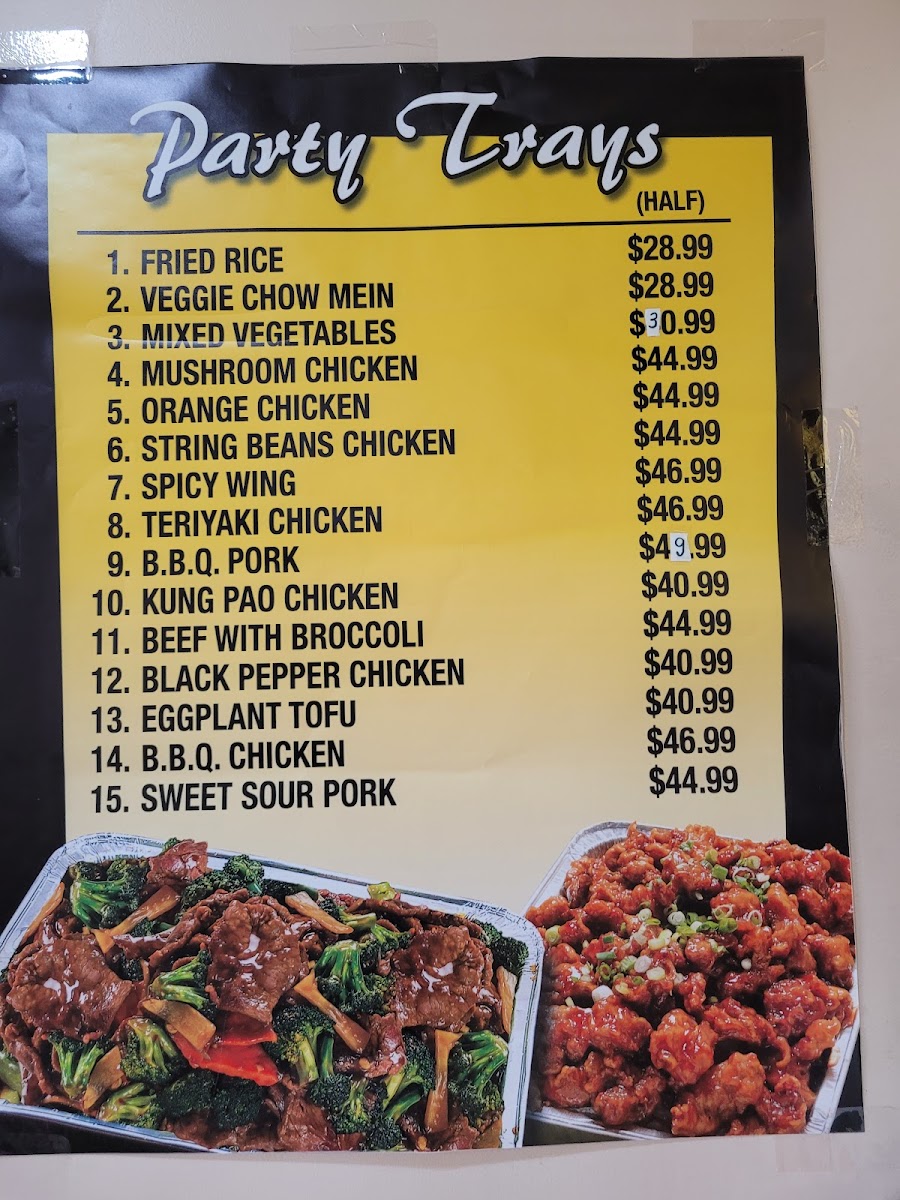 Party Trays
(HALF)
1. FRIED RICE $28.99
2. VEGGIE CHOW MEIN $28.99
3. MIXED VEGETABLES $30.99
4. MUSHROOM CHICKEN $44.99
5. ORANGE CHICKEN $44.99
6. STRING BEANS CHICKEN $44.99
7. SPICY WING $46.99
8. TERIYAKI CHICKEN $46.99
9. B.B.Q. PORK $49.99
10. KUNG PAO CHICKEN $40.99
11. BEEF WITH BROCCOLI $44.99
12. BLACK PEPPER CHICKEN $40.99
13. EGGPLANT TOFU $40.99
14. B.B.Q. CHICKEN $46.99
15. SWEET SOUR PORK $44.99